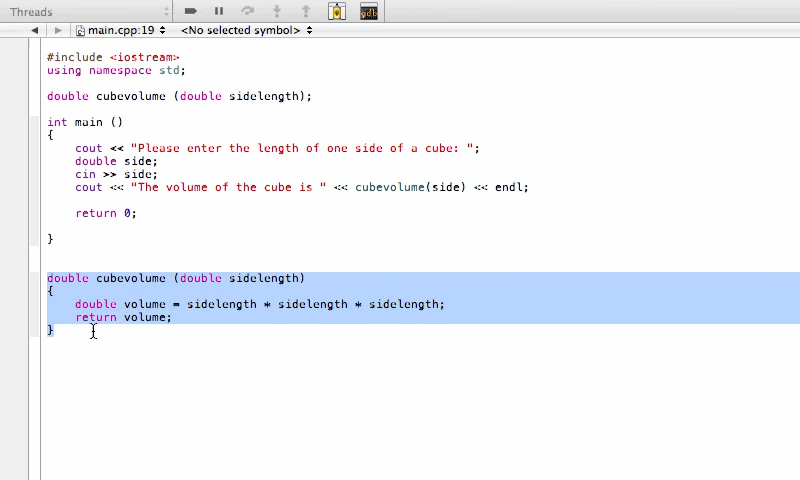 Threads
main.cpp:19 <No selected symbol>
gdb
#include <iostream>
using namespace std;
double cubevolume (double sidelength);
int main ()
{
cout << "Please enter the length of one side of a cube: ";
double side;
cin >> side;
cout << "The volume of the cube is " << cubevolume(side) << endl;
return 0;
}
double cubevolume (double sidelength)
{
double volume = sidelength * sidelength * sidelength;
return volume;
}